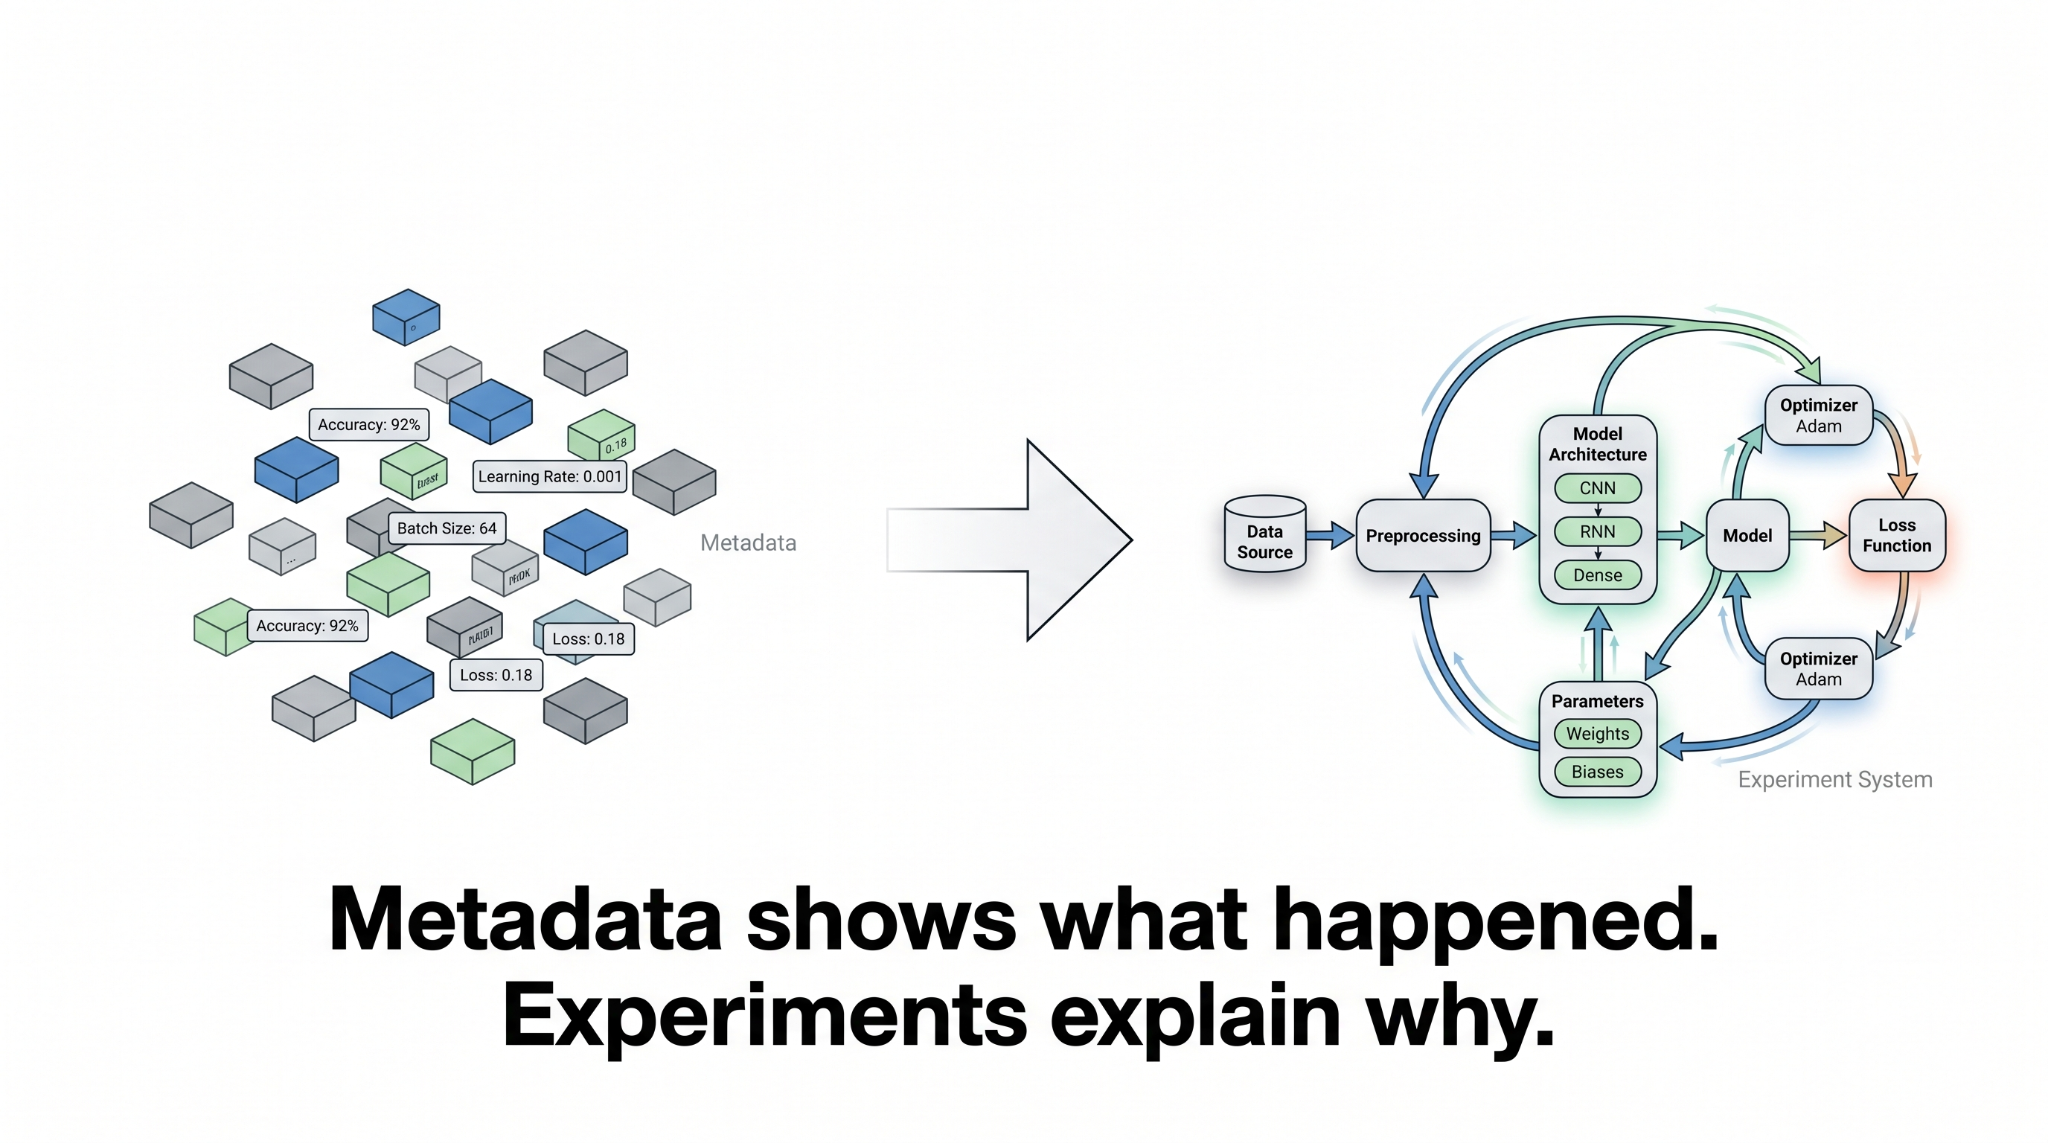 Accuracy: 92%
0.18
Learning Rate: 0.001
Batch Size: 64
...
Accuracy: 92%
Loss: 0.18
Loss: 0.18
Metadata
Data
Source
Preprocessing
Model
Architecture
CNN
RNN
Dense
Parameters
Weights
Biases
Model
Optimizer
Adam
Loss
Function
Optimizer
Adam
Experiment System
Metadata shows what happened.
Experiments explain why.